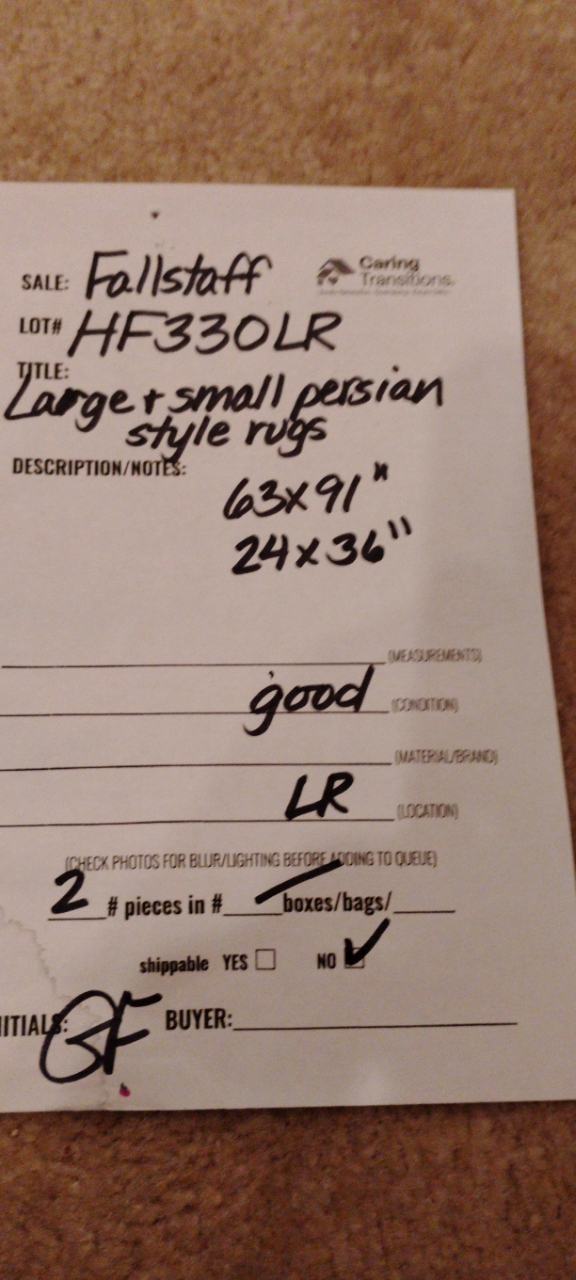 Caring
Transitions.
SALE: Fallstaff
LOT# HF330LR
TITLE:
Large + small persian
style rugs
DESCRIPTION/NOTES:
63x91"
24x36"
(MEASUREMENTS)
good (CONDITION)
(MATERIAL/BRAND)
LR (LOCATION)
(CHECK PHOTOS FOR BLUR/LIGHTING BEFORE ADDING TO QUEUE)
2 # pieces in # — boxes/bags/
shippable YES ☐ NO ☑
ITIALS: GF BUYER: